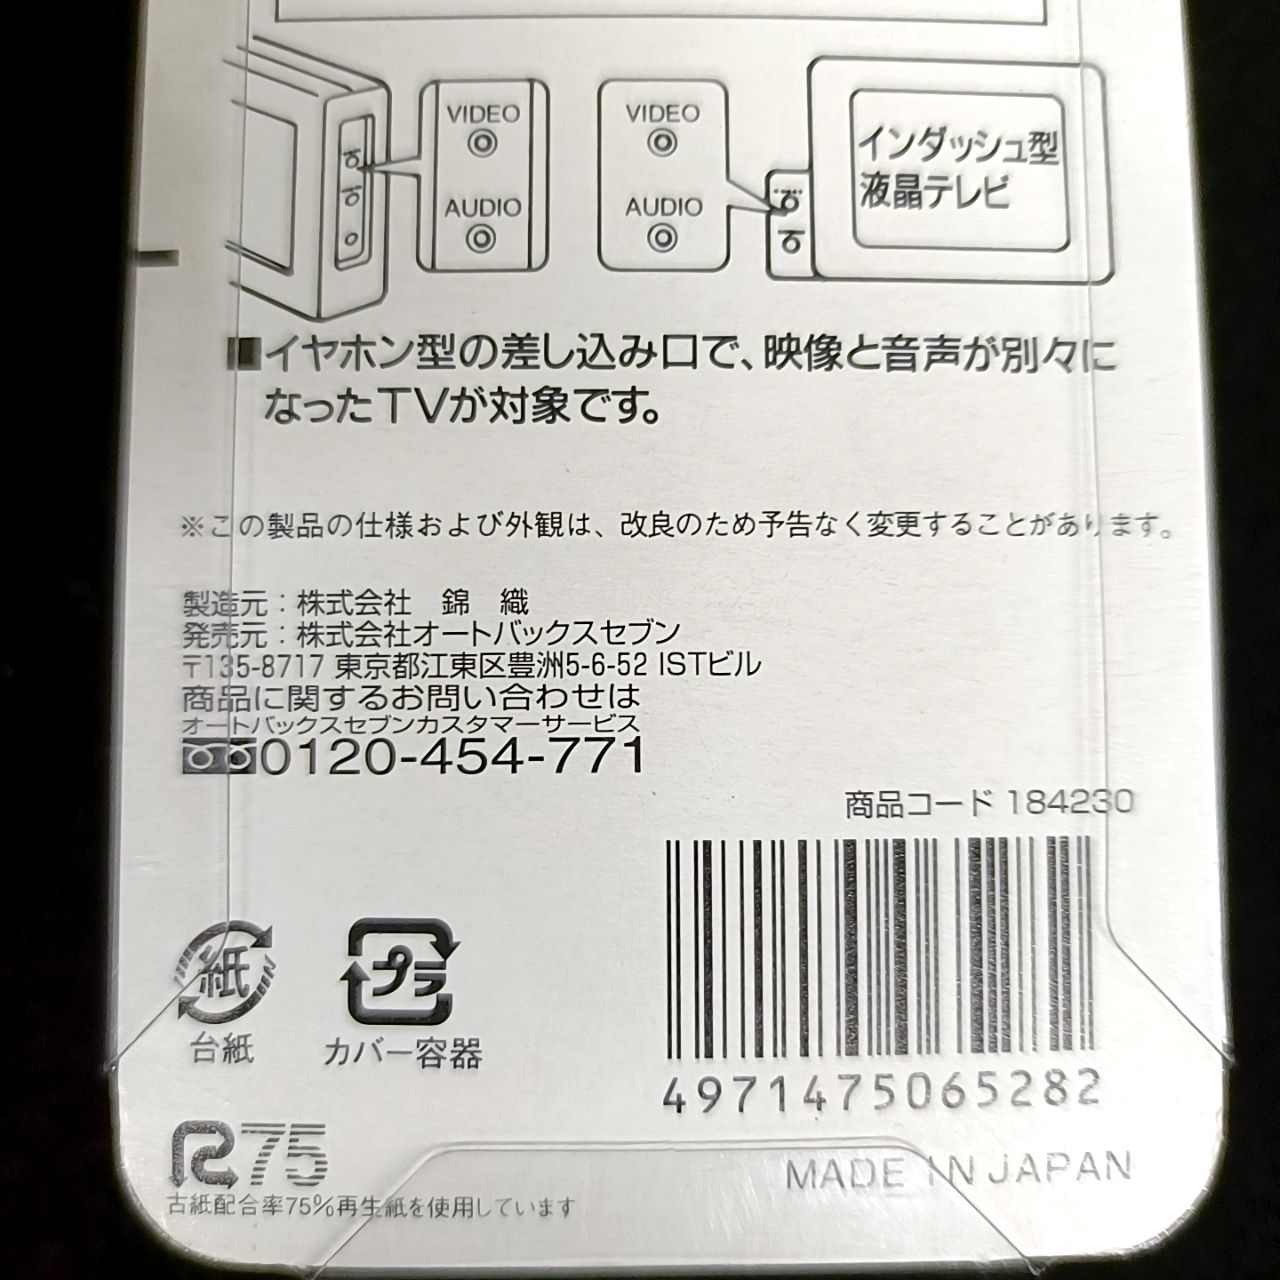 VIDEO
AUDIO
VIDEO
AUDIO
インダッシュ型
液晶テレビ
■イヤホン型の差し込み口で、映像と音声が別々に
なったTVが対象です。
※この製品の仕様および外観は、改良のため予告なく変更することがあります。
製造元：株式会社 錦 織
発売元：株式会社オートバックスセブン
〒135-8717 東京都江東区豊洲5-6-52 ISTビル
商品に関するお問い合わせは
オートバックスセブンカスタマーサービス
0120-454-771
商品コード 184230
4971475065282
紙
台紙
プラ
カバー容器
R75
古紙配合率75%再生紙を使用しています
MADE IN JAPAN